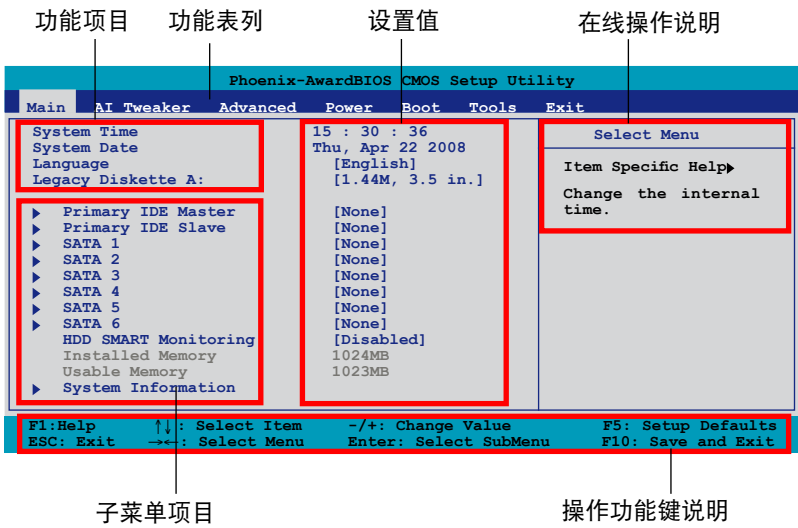 功能项目 功能表列 设置值 在线操作说明
Phoenix-AwardBIOS CMOS Setup Utility
Main AI Tweaker Advanced Power Boot Tools Exit
System Time 15 : 30 : 36
System Date Thu, Apr 22 2008
Language [English]
Legacy Diskette A: [1.44M, 3.5 in.]
Primary IDE Master [None]
Primary IDE Slave [None]
SATA 1 [None]
SATA 2 [None]
SATA 3 [None]
SATA 4 [None]
SATA 5 [None]
SATA 6 [None]
HDD SMART Monitoring [Disabled]
Installed Memory 1024MB
Usable Memory 1023MB
System Information
Select Menu
Item Specific Help▶
Change the internal
time.
F1:Help ↑↓: Select Item -/+: Change Value F5: Setup Defaults
ESC: Exit →←: Select Menu Enter: Select SubMenu F10: Save and Exit
子菜单项目 操作功能键说明